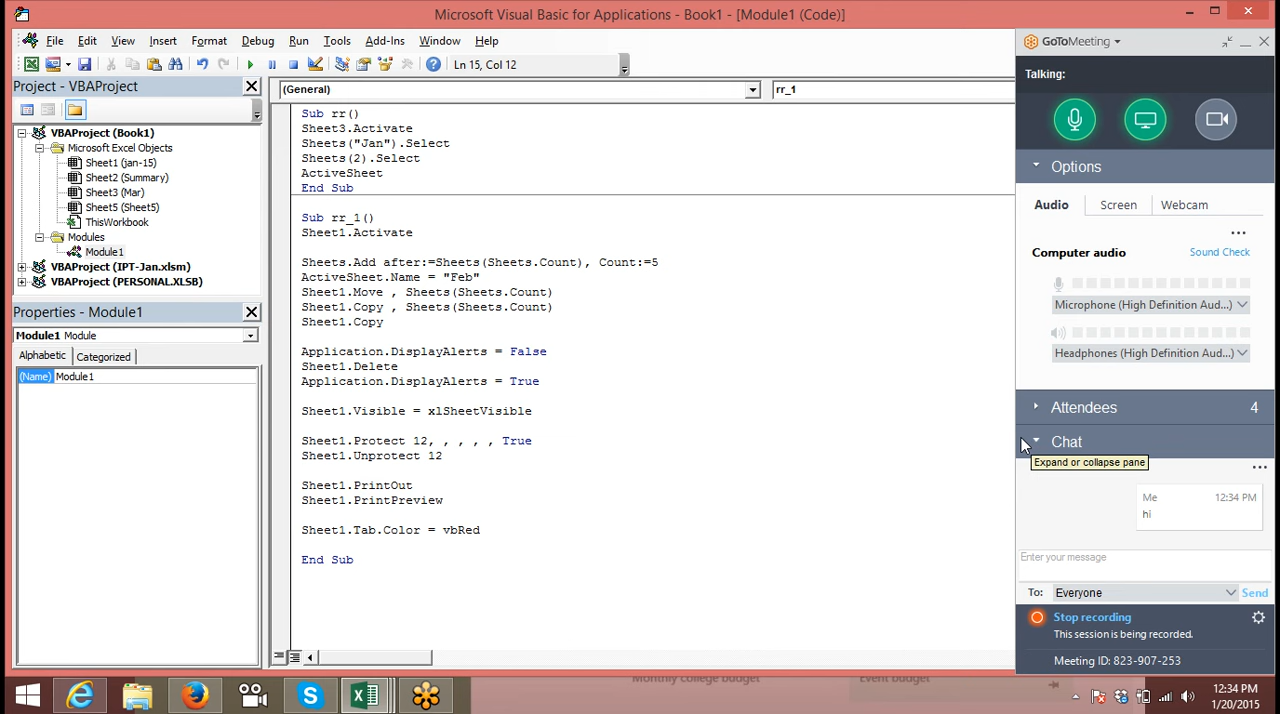 Microsoft Visual Basic for Applications - Book1 - [Module1 (Code)]
File Edit View Insert Format Debug Run Tools Add-Ins Window Help
Ln 15, Col 12
Project - VBAProject
VBAProject (Book1)
Microsoft Excel Objects
Sheet1 (jan-15)
Sheet2 (Summary)
Sheet3 (Mar)
Sheet5 (Sheet5)
ThisWorkbook
Modules
Module1
VBAProject (IPT-Jan.xlsm)
VBAProject (PERSONAL.XLSB)
Properties - Module1
Module1 Module
Alphabetic Categorized
(Name) Module1
(General) rr_1
Sub rr()
Sheet3.Activate
Sheets("Jan").Select
Sheets(2).Select
ActiveSheet
End Sub
Sub rr_1()
Sheet1.Activate
Sheets.Add after:=Sheets(Sheets.Count), Count:=5
ActiveSheet.Name = "Feb"
Sheet1.Move , Sheets(Sheets.Count)
Sheet1.Copy , Sheets(Sheets.Count)
Sheet1.Copy
Application.DisplayAlerts = False
Sheet1.Delete
Application.DisplayAlerts = True
Sheet1.Visible = xlSheetVisible
Sheet1.Protect 12, , , , , True
Sheet1.Unprotect 12
Sheet1.PrintOut
Sheet1.PrintPreview
Sheet1.Tab.Color = vbRed
End Sub
GoToMeeting
Talking:
Options
Audio Screen Webcam
Computer audio Sound Check
Microphone (High Definition Aud...)
Headphones (High Definition Aud...)
Attendees 4
Chat
Expand or collapse pane
Me 12:34 PM
hi
Enter your message
To: Everyone Send
Stop recording
This session is being recorded.
Meeting ID: 823-907-253
Monthly college budget Event budget
12:34 PM
1/20/2015